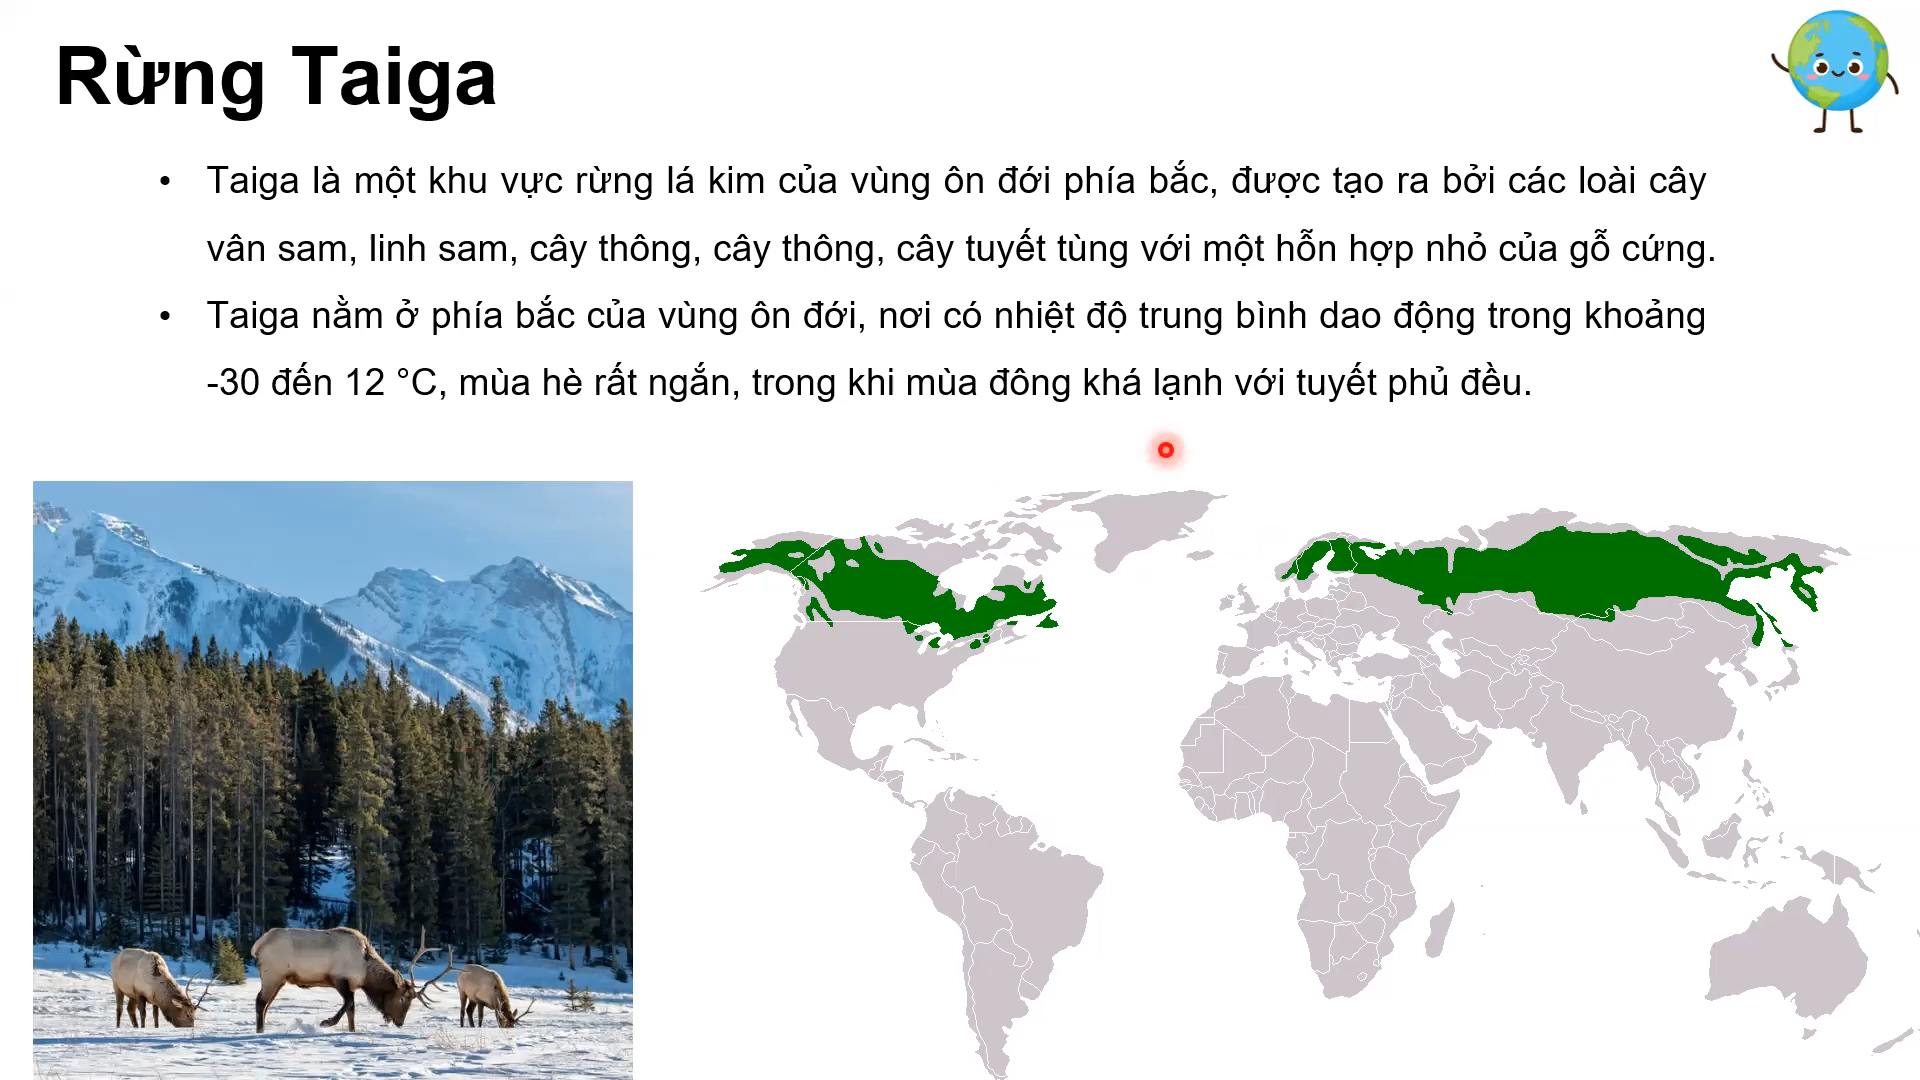 Rừng Taiga
• Taiga là một khu vực rừng lá kim của vùng ôn đới phía bắc, được tạo ra bởi các loài cây
vân sam, linh sam, cây thông, cây thông, cây tuyết tùng với một hỗn hợp nhỏ của gỗ cứng.
• Taiga nằm ở phía bắc của vùng ôn đới, nơi có nhiệt độ trung bình dao động trong khoảng
-30 đến 12 °C, mùa hè rất ngắn, trong khi mùa đông khá lạnh với tuyết phủ đều.